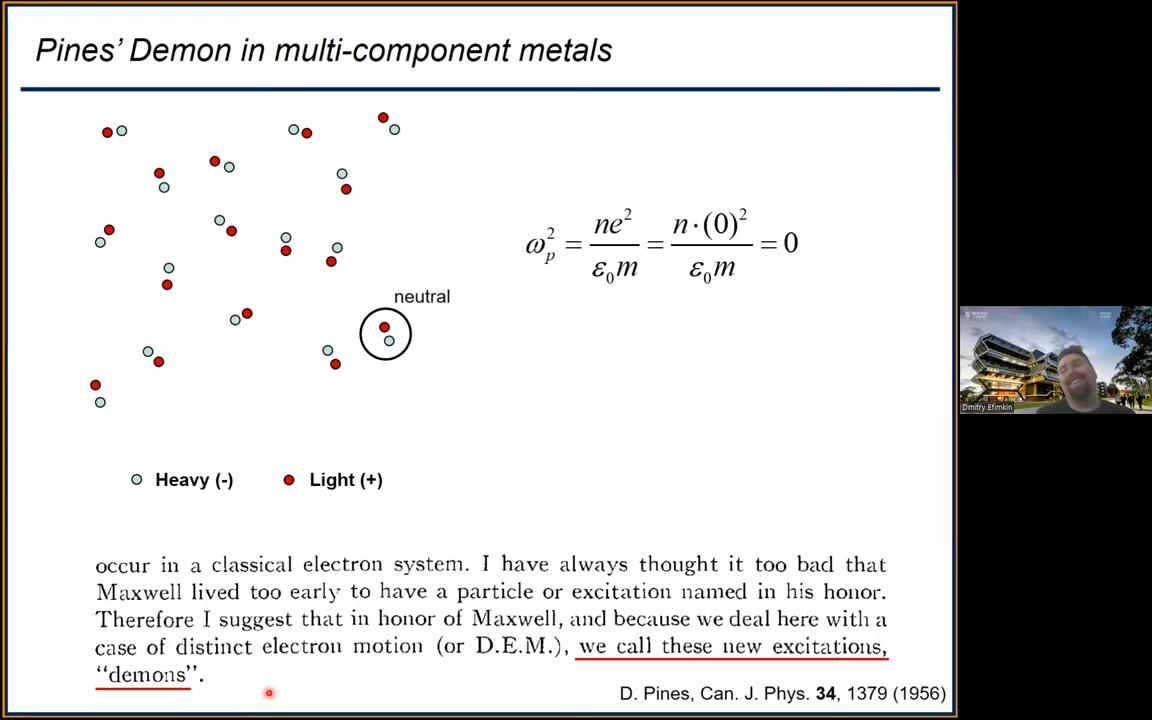 Pines' Demon in multi-component metals
ω_p^2 = ne^2 / ε_0 m = n·(0)^2 / ε_0 m = 0
neutral
Heavy (-) Light (+)
occur in a classical electron system. I have always thought it too bad that
Maxwell lived too early to have a particle or excitation named in his honor.
Therefore I suggest that in honor of Maxwell, and because we deal here with a
case of distinct electron motion (or D.E.M.), we call these new excitations,
“demons”.
D. Pines, Can. J. Phys. 34, 1379 (1956)
Dmitry Efimkin